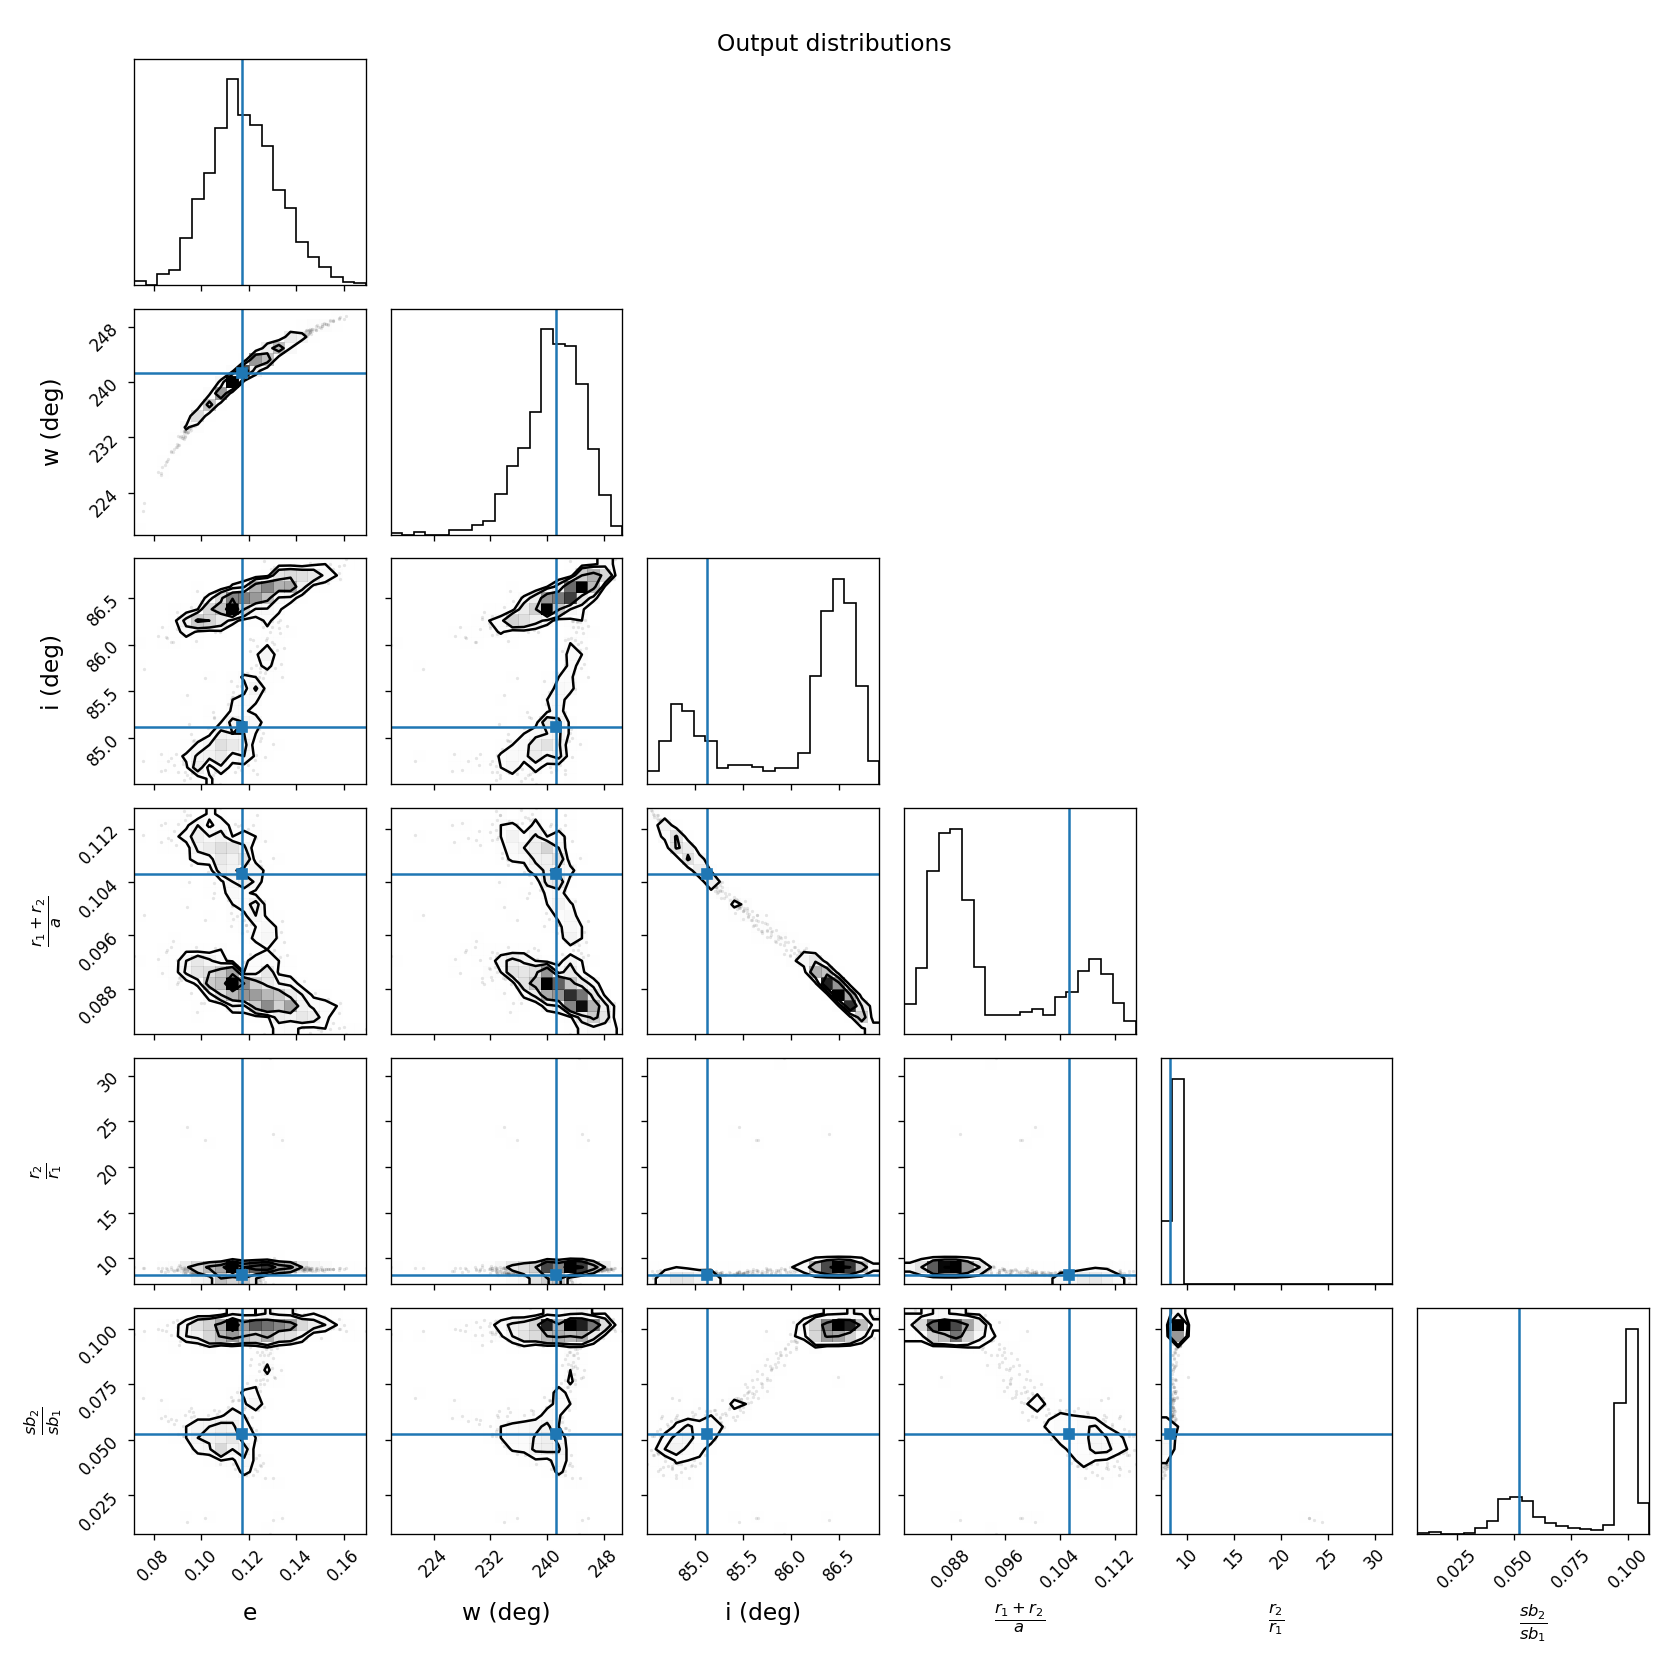 Output distributions
w (deg)
248
240
232
224
i (deg)
86.5
86.0
85.5
85.0
r₁ + r₂
a
0.112
0.104
0.096
0.088
r₂
r₁
30
25
20
15
10
sb₂
sb₁
0.100
0.075
0.050
0.025
0.08 0.10 0.12 0.14 0.16 224 232 240 248 85.0 85.5 86.0 86.5 0.088 0.096 0.104 0.112 10 15 20 25 30 0.025 0.050 0.075 0.100
e w (deg) i (deg) r₁ + r₂ r₂ sb₂
a r₁ sb₁